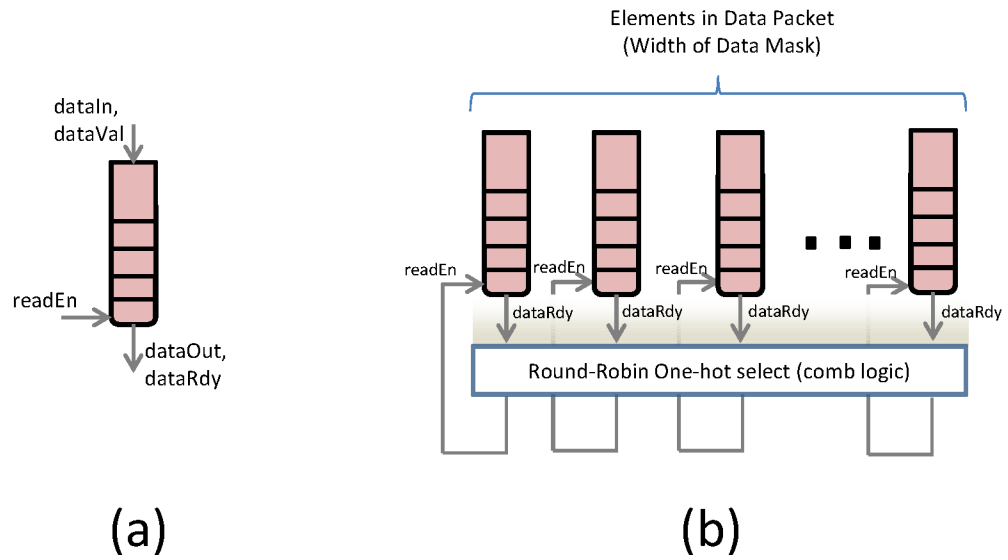 Elements in Data Packet
(Width of Data Mask)
dataIn,
dataVal
readEn
dataOut,
dataRdy
readEn
readEn
readEn
readEn
dataRdy
dataRdy
dataRdy
dataRdy
Round-Robin One-hot select (comb logic)
(a)
(b)